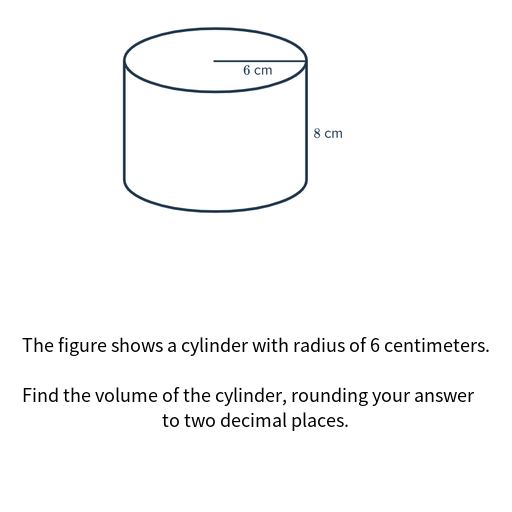 6 cm
8 cm
The figure shows a cylinder with radius of 6 centimeters.
Find the volume of the cylinder, rounding your answer
to two decimal places.